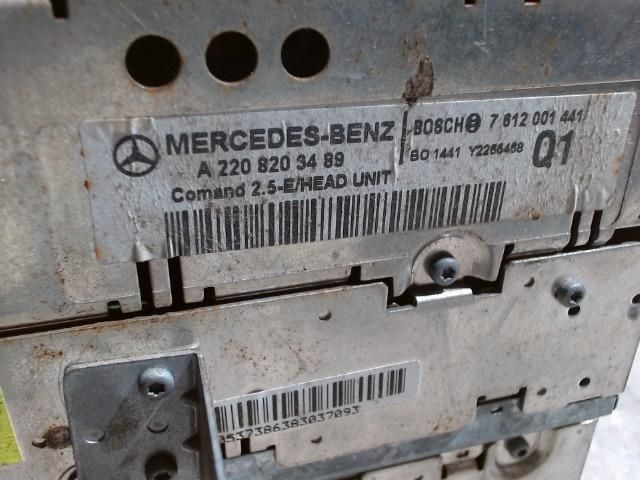 MERCEDES-BENZ
A 220 820 34 89
Comand 2.5-E/HEAD UNIT
BOSCH 7 612 001 441
BO 1441 Y2266468
Q1
0537386383037093